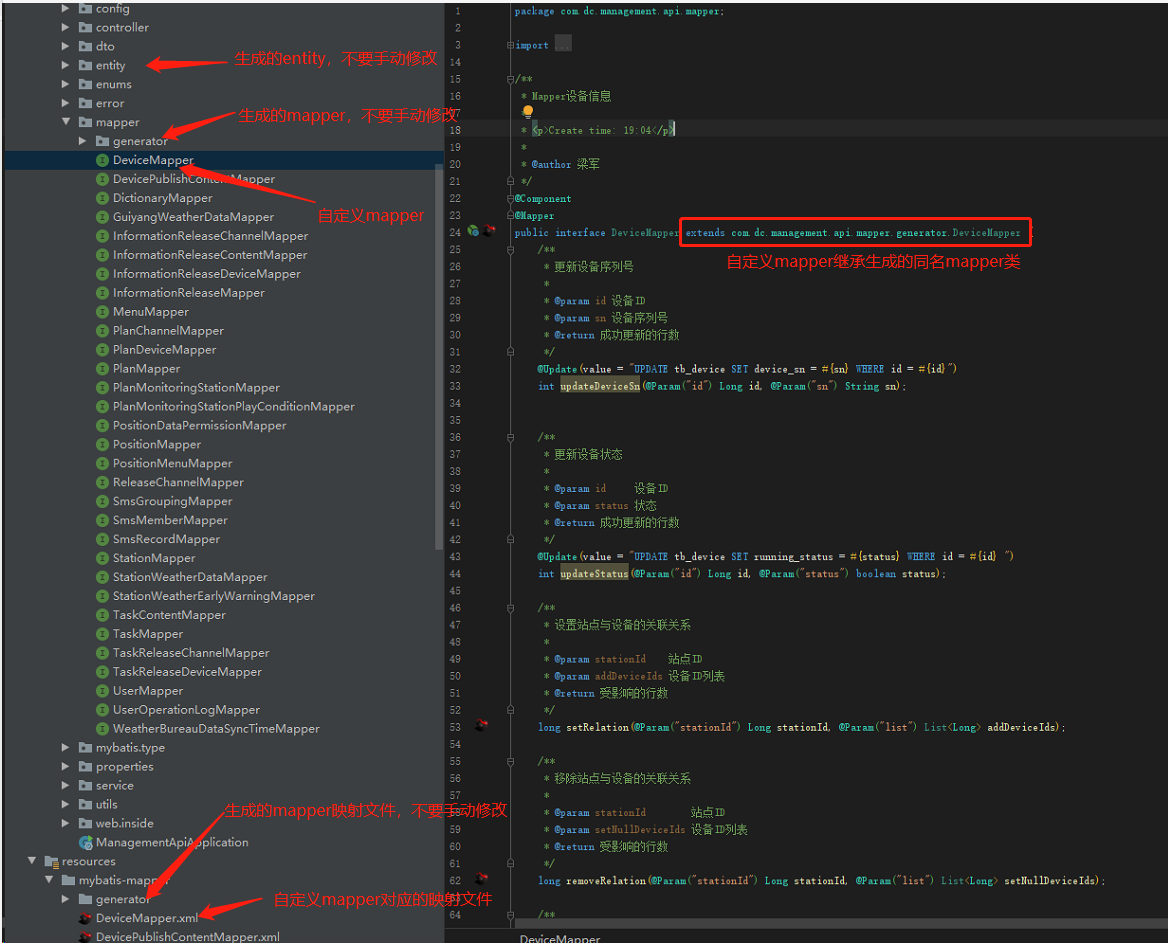 config
controller
dto
entity
生成的entity，不要手动修改
enums
error
mapper
生成的mapper，不要手动修改
generator
DeviceMapper
DevicePublishContentMapper
DictionaryMapper
自定义mapper
GuiyangWeatherDataMapper
InformationReleaseChannelMapper
InformationReleaseContentMapper
InformationReleaseDeviceMapper
InformationReleaseMapper
MenuMapper
PlanChannelMapper
PlanDeviceMapper
PlanMapper
PlanMonitoringStationMapper
PlanMonitoringStationPlayConditionMapper
PositionDataPermissionMapper
PositionMapper
PositionMenuMapper
ReleaseChannelMapper
SmsGroupingMapper
SmsMemberMapper
SmsRecordMapper
StationMapper
StationWeatherDataMapper
StationWeatherEarlyWarningMapper
TaskContentMapper
TaskMapper
TaskReleaseChannelMapper
TaskReleaseDeviceMapper
UserMapper
UserOperationLogMapper
WeatherBureauDataSyncTimeMapper
mybatis.type
properties
service
utils
生成的mapper映射文件，不要手动修改
web.inside
ManagementApiApplication
resources
mybatis-mapper
generator
自定义mapper对应的映射文件
DeviceMapper.xml
DevicePublishContentMapper.xml
1 package com.dc.management.api.mapper;
2
3 import ...
14
15 /**
16 * Mapper设备信息
17
18 * <p>Create time: 19:04</p>
19 *
20 * @author 梁军
21 */
22 @Component
23 @Mapper
24 public interface DeviceMapper extends com.dc.management.api.mapper.generator.DeviceMapper
自定义mapper继承生成的同名mapper类
25 /**
26 * 更新设备序列号
27 *
28 * @param id 设备ID
29 * @param sn 设备序列号
30 * @return 成功更新的行数
31 */
32 @Update(value = "UPDATE tb_device SET device_sn = #{sn} WHERE id = #{id}")
33 int updateDeviceSn(@Param("id") Long id, @Param("sn") String sn);
34
35
36 /**
37 * 更新设备状态
38 *
39 * @param id 设备ID
40 * @param status 状态
41 * @return 成功更新的行数
42 */
43 @Update(value = "UPDATE tb_device SET running_status = #{status} WHERE id = #{id} ")
44 int updateStatus(@Param("id") Long id, @Param("status") boolean status);
45
46 /**
47 * 设置站点与设备的关联关系
48 *
49 * @param stationId 站点ID
50 * @param addDeviceIds 设备ID列表
51 * @return 受影响的行数
52 */
53 long setRelation(@Param("stationId") Long stationId, @Param("list") List<Long> addDeviceIds);
54
55 /**
56 * 移除站点与设备的关联关系
57 *
58 * @param stationId 站点ID
59 * @param setNullDeviceIds 设备ID列表
60 * @return 受影响的行数
61 */
62 long removeRelation(@Param("stationId") Long stationId, @Param("list") List<Long> setNullDeviceIds);
63
64 /**
DeviceMapper